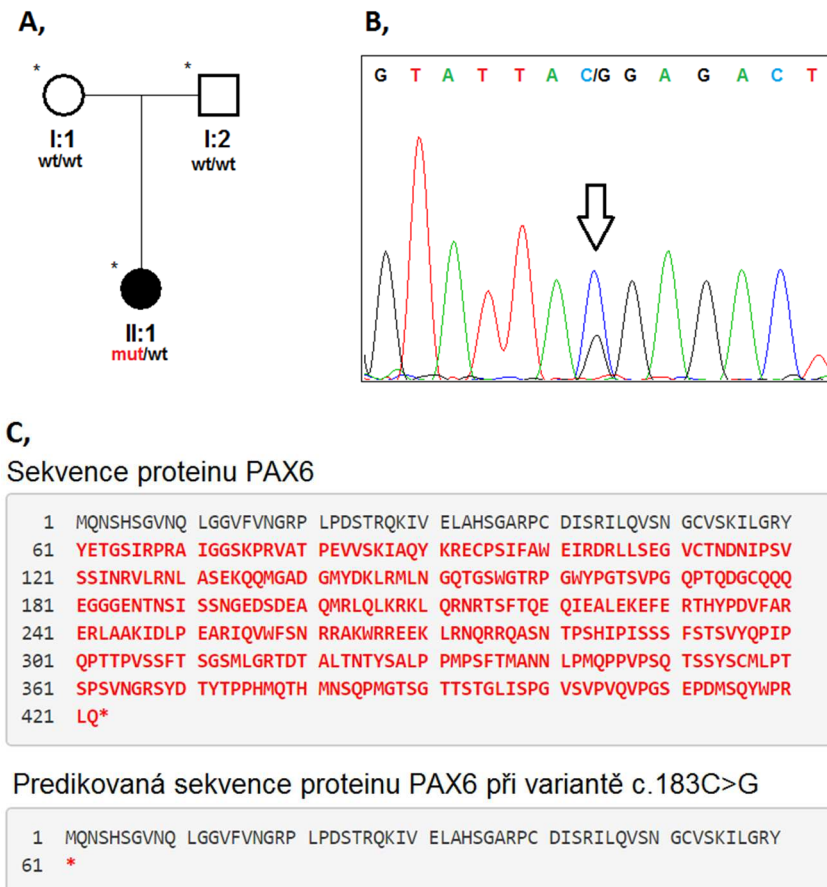 A,
B,
* *
I:1 I:2
wt/wt wt/wt
*
II:1
mut/wt
G T A T T A C/G G A G A C T
C,
Sekvence proteinu PAX6
1 MQNSHSGVNQ LGGVFVNGRP LPDSTRQKIV ELAHSGARPC DISRILQVSN GCVSKILGRY
61 YETGSIRPRA IGGSKPRVAT PEVVSKIAQY KRECPSIFAW EIRDRLLSEG VCTNDNIPSV
121 SSINRVLRNL ASEKQQMGAD GMYDKLRMLN GQTGSWGTRP GWYPGTSVPG QPTQDGCQQQ
181 EGGGENTNSI SSNGEDSDEA QMRLQLKRKL QRNRTSFTQE QIEALEKEFE RTHYPDVFAR
241 ERLAAKIDLP EARIQVWFSN RRAKWRREEK LRNQRRQASN TPSHIPISSS FSTSVYQPIP
301 QPTTPVSSFT SGSMLGRTDT ALTNTYSALP PMPSFTMANN LPMQPPVPSQ TSSYSCMLPT
361 SPSVNGRSYD TYTPPHMQTH MNSQPMGTSG TTSTGLISPG VSVPVQVPGS EPDMSQYWPR
421 LQ*
Predikovaná sekvence proteinu PAX6 při variantě c.183C>G
1 MQNSHSGVNQ LGGVFVNGRP LPDSTRQKIV ELAHSGARPC DISRILQVSN GCVSKILGRY
61 *